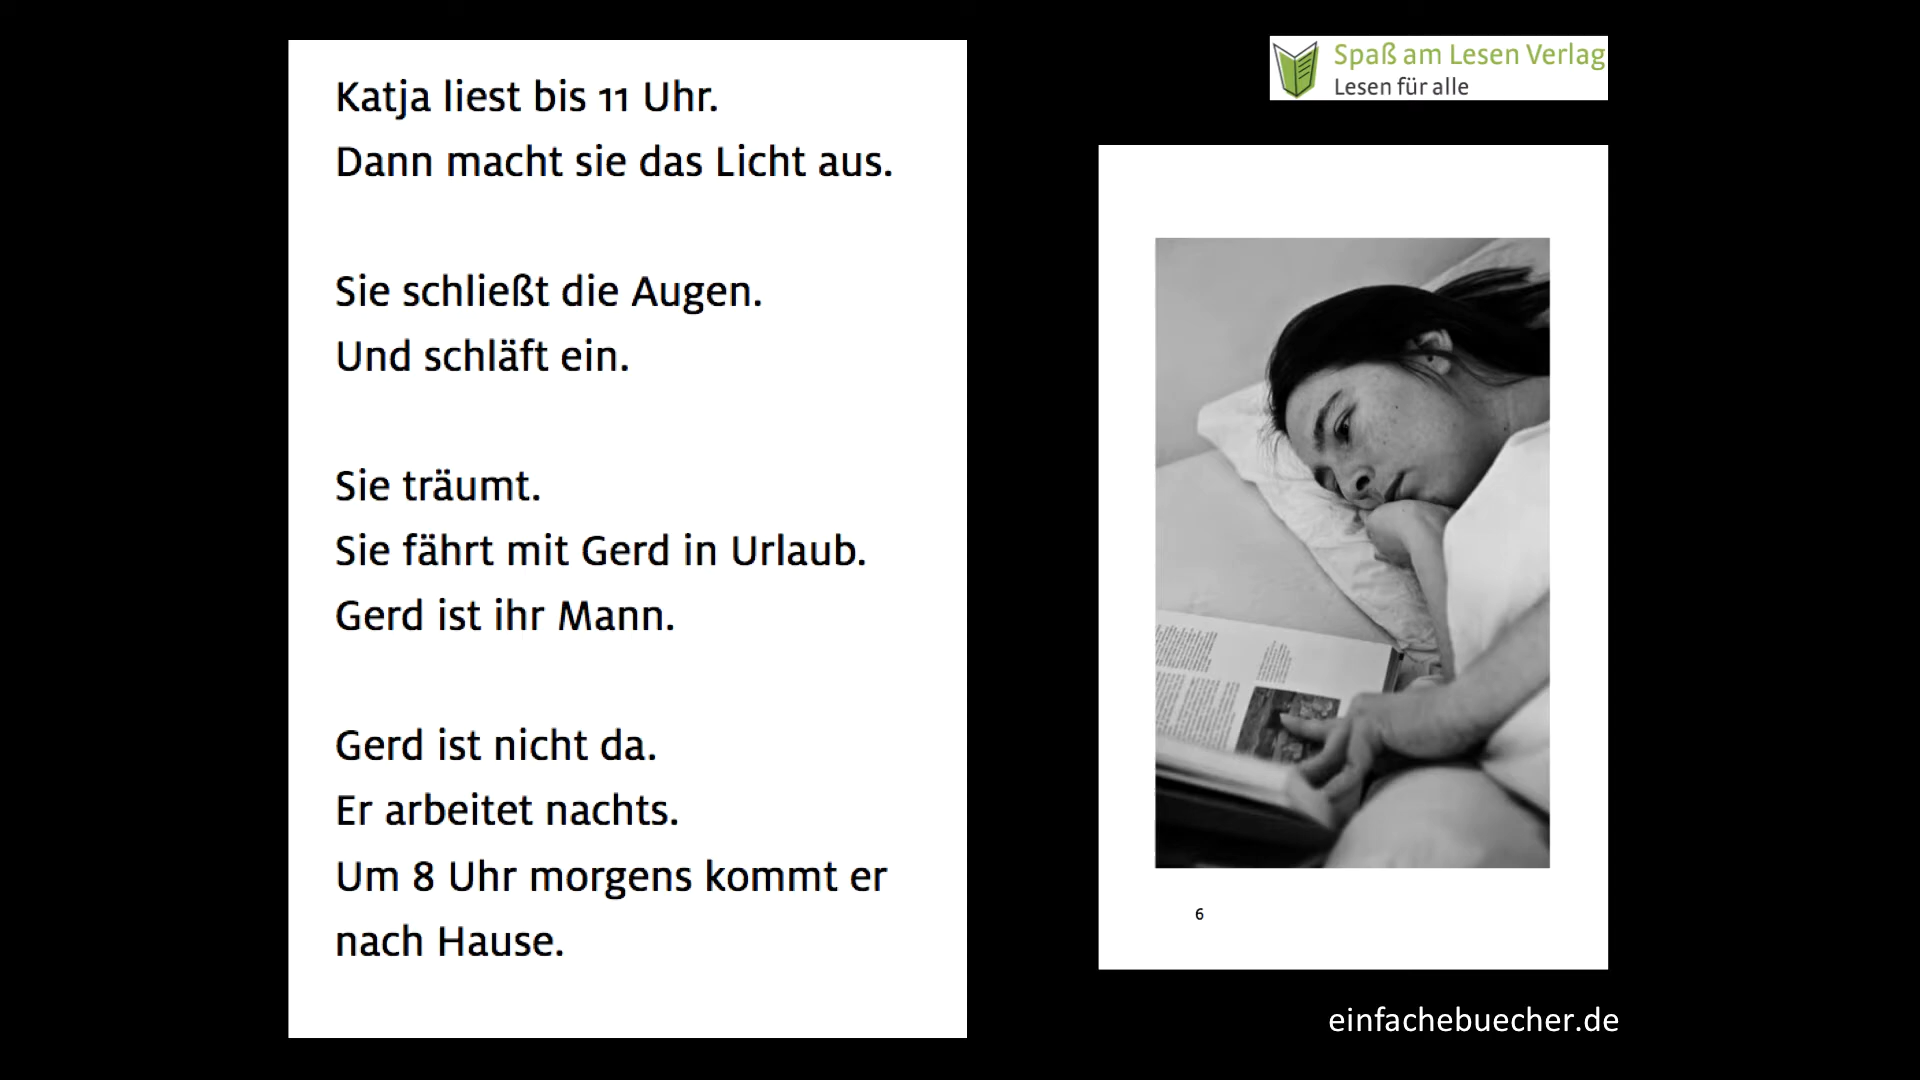 Katja liest bis 11 Uhr.
Dann macht sie das Licht aus.
Sie schließt die Augen.
Und schläft ein.
Sie träumt.
Sie fährt mit Gerd in Urlaub.
Gerd ist ihr Mann.
Gerd ist nicht da.
Er arbeitet nachts.
Um 8 Uhr morgens kommt er
nach Hause.
Spaß am Lesen Verlag
Lesen für alle
6
einfachebuecher.de